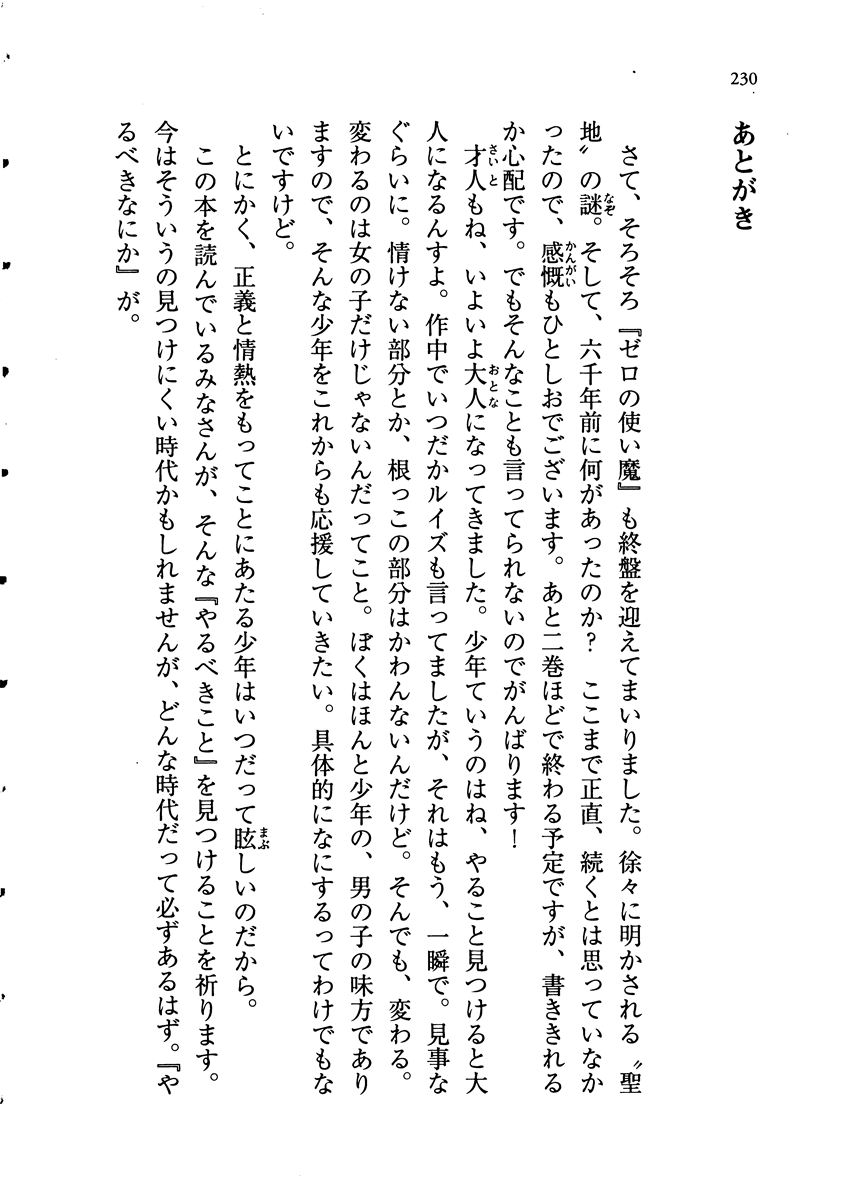 230
あとがき
さて、そろそろ『ゼロの使い魔』も終盤を迎えてまいりました。徐々に明かされる〝聖
地〟の謎。そして、六千年前に何があったのか？　ここまで正直、続くとは思っていなか
ったので、感慨もひとしおでございます。あと二巻ほどで終わる予定ですが、書ききれる
か心配です。でもそんなことも言ってられないのでがんばります！
才人もね、いよいよ大人になってきました。少年ていうのはね、やること見つけると大
人になるんすよ。作中でいつだかルイズも言ってましたが、それはもう、一瞬で。見事な
ぐらいに。情けない部分とか、根っこの部分はかわんないんだけど。そんでも、変わる。
変わるのは女の子だけじゃないんだってこと。ぼくはほんと少年の、男の子の味方であり
ますので、そんな少年をこれからも応援していきたい。具体的になにするってわけでもな
いですけど。
とにかく、正義と情熱をもってことにあたる少年はいつだって眩しいのだから。
この本を読んでいるみなさんが、そんな『やるべきこと』を見つけることを祈ります。
今はそういうの見つけにくい時代かもしれませんが、どんな時代だって必ずあるはず。『や
るべきなにか』が。